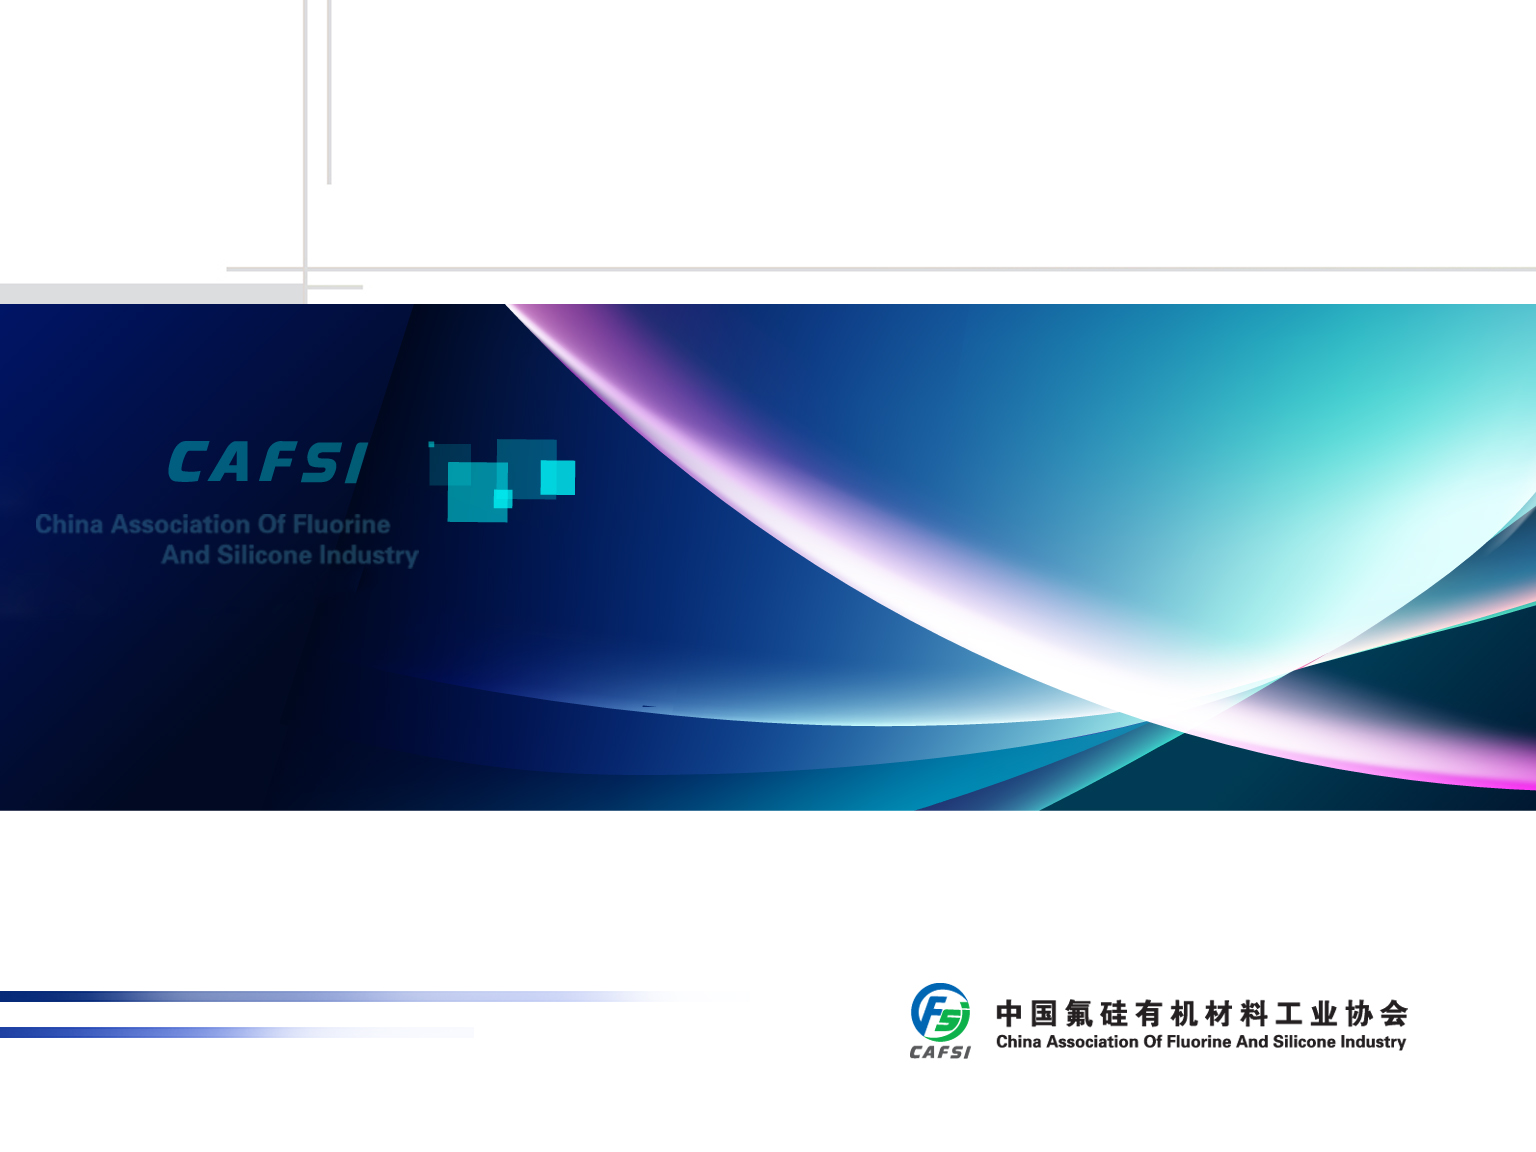 CAFSI
China Association Of Fluorine
And Silicone Industry
FSi
CAFSI
中国氟硅有机材料工业协会
China Association Of Fluorine And Silicone Industry